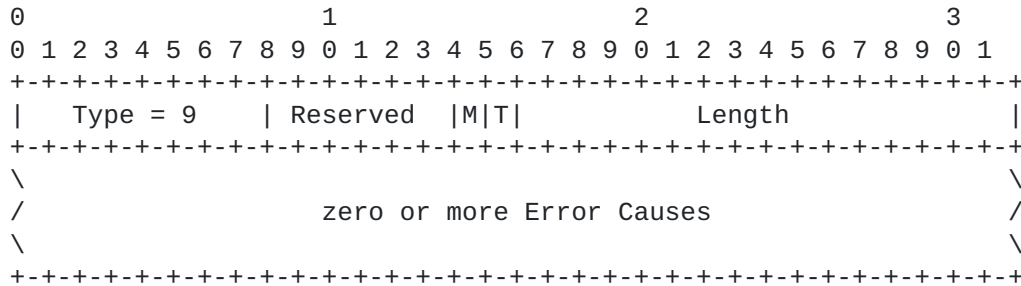 0                   1                   2                   3
0 1 2 3 4 5 6 7 8 9 0 1 2 3 4 5 6 7 8 9 0 1 2 3 4 5 6 7 8 9 0 1
+-+-+-+-+-+-+-+-+-+-+-+-+-+-+-+-+-+-+-+-+-+-+-+-+-+-+-+-+-+-+-+-+
|   Type = 9    | Reserved  |M|T|           Length              |
+-+-+-+-+-+-+-+-+-+-+-+-+-+-+-+-+-+-+-+-+-+-+-+-+-+-+-+-+-+-+-+-+
\                                                               \
/                   zero or more Error Causes                   /
\                                                               \
+-+-+-+-+-+-+-+-+-+-+-+-+-+-+-+-+-+-+-+-+-+-+-+-+-+-+-+-+-+-+-+-+